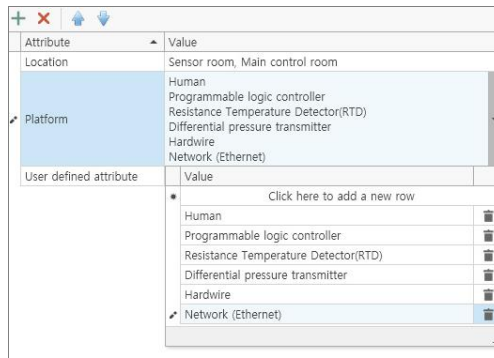 Attribute Value
Location Sensor room, Main control room
Platform Human
Programmable logic controller
Resistance Temperature Detector(RTD)
Differential pressure transmitter
Hardwire
Network (Ethernet)
User defined attribute Value
Click here to add a new row
Human
Programmable logic controller
Resistance Temperature Detector(RTD)
Differential pressure transmitter
Hardwire
Network (Ethernet)